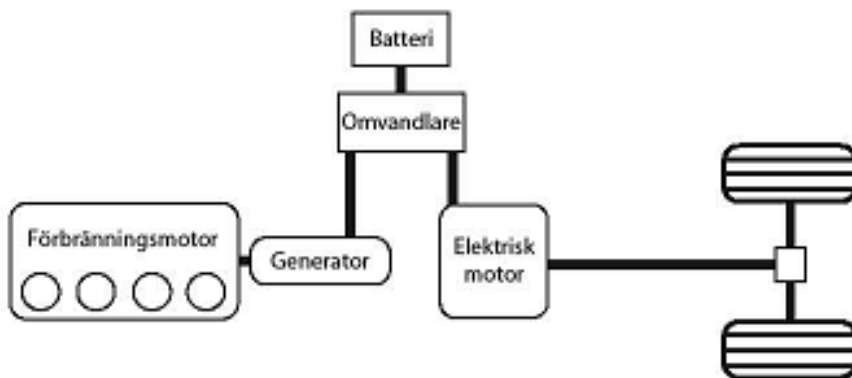 Batteri
Omvandlare
Förbränningsmotor
Generator
Elektrisk
motor